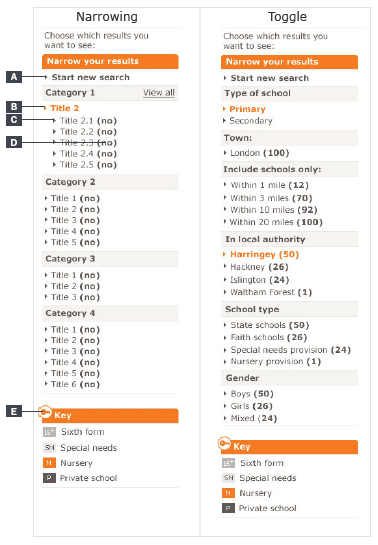 Narrowing
Choose which results you
want to see:
Narrow your results
A
Start new search
Category 1 View all
B
Title 2
C
Title 2.1 (no)
Title 2.2 (no)
D
Title 2.3 (no)
Title 2.4 (no)
Title 2.5 (no)
Category 2
Title 1 (no)
Title 2 (no)
Title 3 (no)
Title 4 (no)
Title 5 (no)
Category 3
Title 1 (no)
Title 2 (no)
Title 3 (no)
Category 4
Title 1 (no)
Title 2 (no)
Title 3 (no)
Title 4 (no)
Title 5 (no)
Title 6 (no)
E
Key
Sixth form
SN Special needs
N Nursery
P Private school
Toggle
Choose which results you
want to see:
Narrow your results
Start new search
Type of school
Primary
Secondary
Town:
London (100)
Include schools only:
Within 1 mile (12)
Within 3 miles (70)
Within 10 miles (92)
Within 20 miles (100)
In local authority
Harringey (50)
Hackney (26)
Islington (24)
Waltham Forest (1)
School type
State schools (50)
Faith schools (26)
Special needs provision (24)
Nursery provision (1)
Gender
Boys (50)
Girls (26)
Mixed (24)
Key
Sixth form
SN Special needs
N Nursery
P Private school